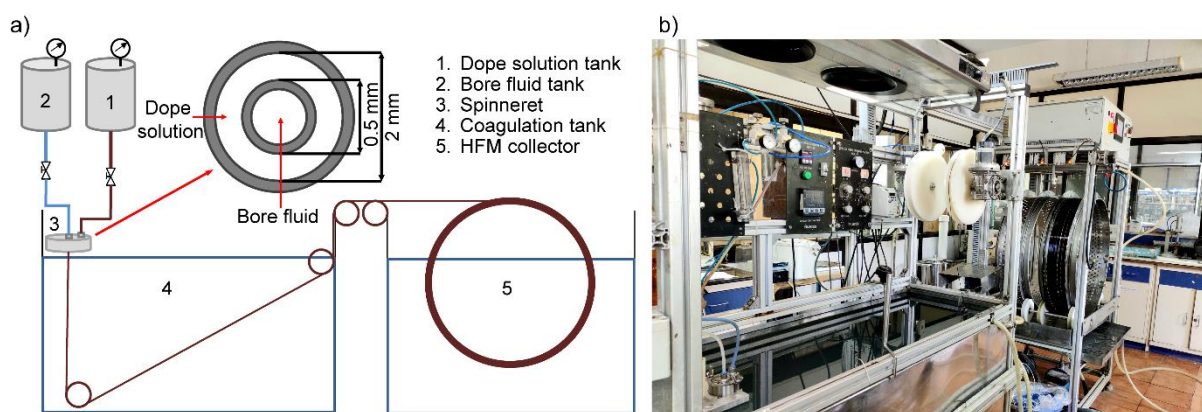 a)
2
1
Dope
solution
0.5 mm
2 mm
Bore fluid
1. Dope solution tank
2. Bore fluid tank
3. Spinneret
4. Coagulation tank
5. HFM collector
3
4
5
b)